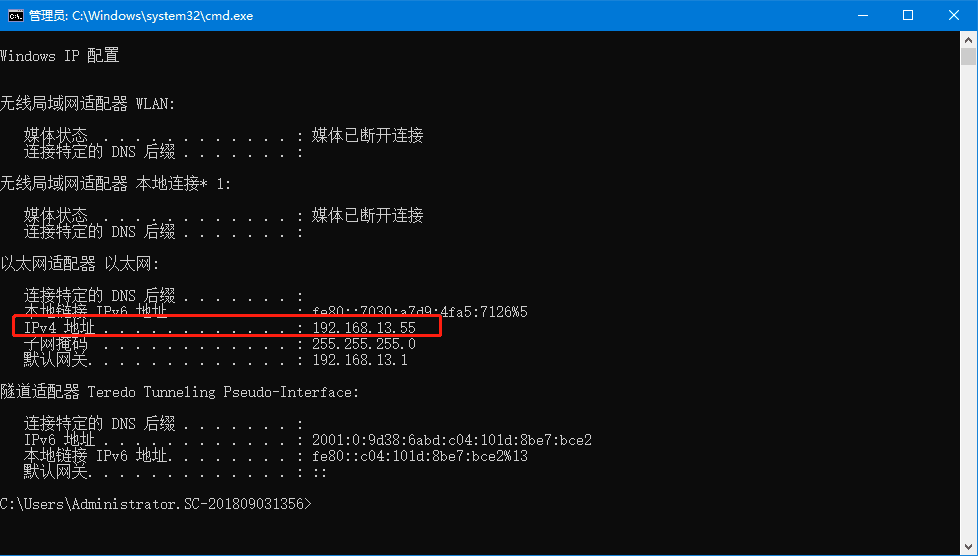 管理员: C:\Windows\system32\cmd.exe
Windows IP 配置
无线局域网适配器 WLAN:
媒体状态 . . . . . . . . . . . . : 媒体已断开连接
连接特定的 DNS 后缀 . . . . . . . :
无线局域网适配器 本地连接* 1:
媒体状态 . . . . . . . . . . . . : 媒体已断开连接
连接特定的 DNS 后缀 . . . . . . . :
以太网适配器 以太网:
连接特定的 DNS 后缀 . . . . . . . :
本地链接 IPv6 地址. . . . . . . . : fe80::7030:a7d9:4fa5:7126%5
IPv4 地址 . . . . . . . . . . . . : 192.168.13.55
子网掩码 . . . . . . . . . . . . : 255.255.255.0
默认网关. . . . . . . . . . . . . : 192.168.13.1
隧道适配器 Teredo Tunneling Pseudo-Interface:
连接特定的 DNS 后缀 . . . . . . . :
IPv6 地址 . . . . . . . . . . . . : 2001:0:9d38:6abd:c04:101d:8be7:bce2
本地链接 IPv6 地址. . . . . . . . : fe80::c04:101d:8be7:bce2%13
默认网关. . . . . . . . . . . . . : ::
C:\Users\Administrator.SC-201809031356>